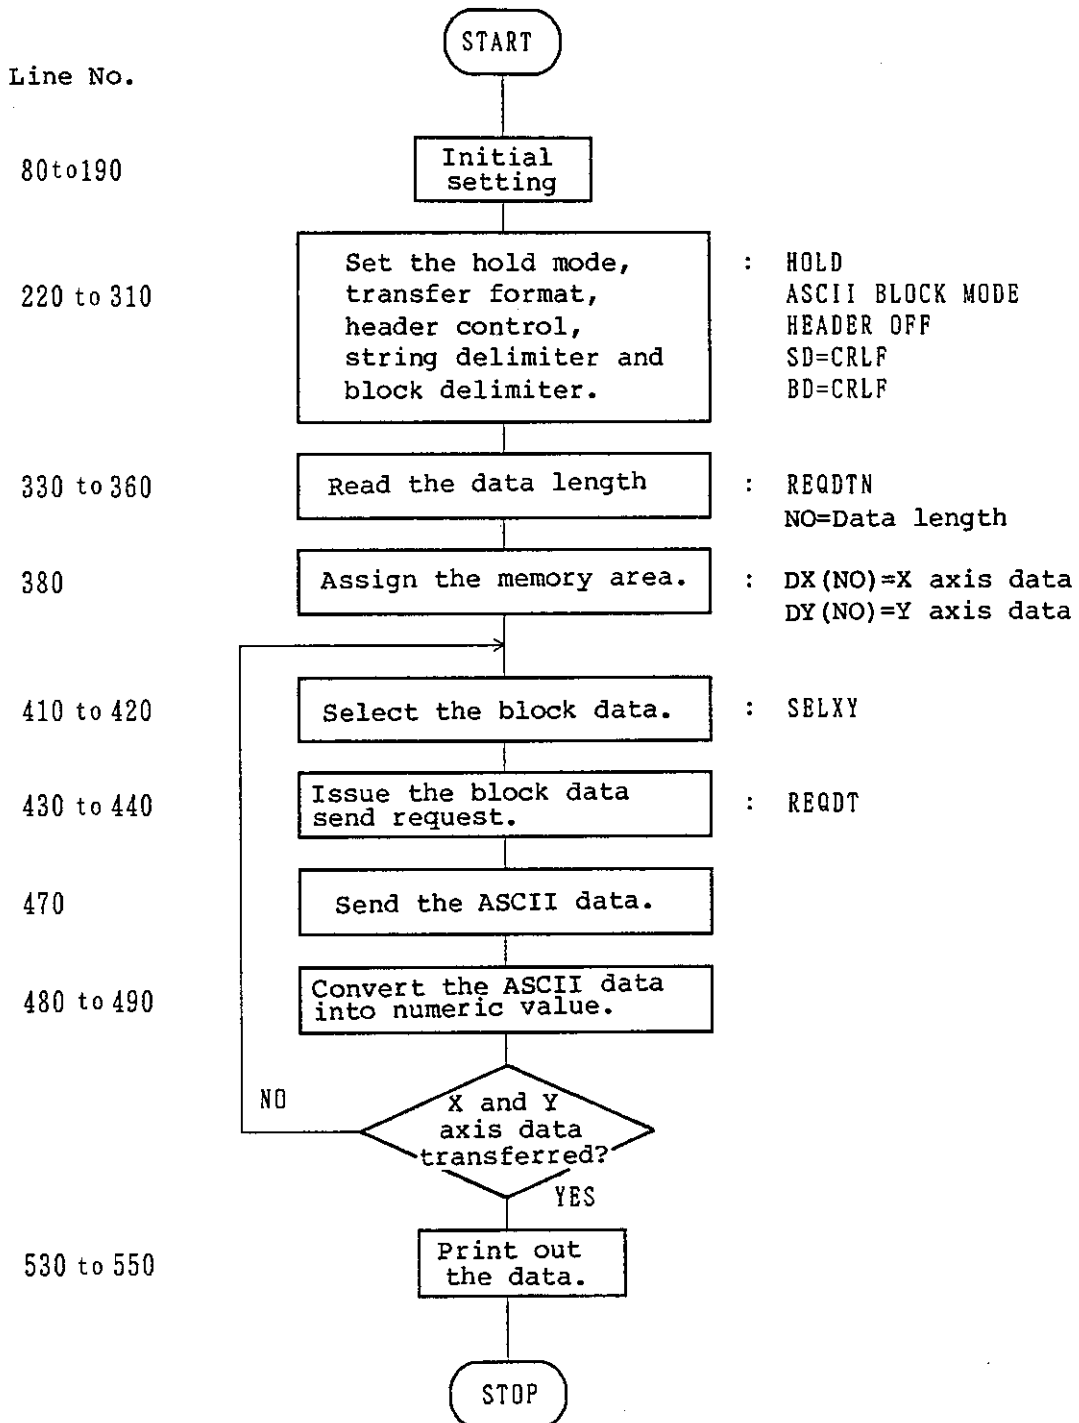 START
Line No.
80to190
Initial
setting
220 to 310
Set the hold mode,
transfer format,
header control,
string delimiter and
block delimiter.
: HOLD
ASCII BLOCK MODE
HEADER OFF
SD=CRLF
BD=CRLF
330 to 360
Read the data length
: REQDTN
NO=Data length
380
Assign the memory area.
: DX(NO)=X axis data
DY(NO)=Y axis data
410 to 420
Select the block data.
: SELXY
430 to 440
Issue the block data
send request.
: REQDT
470
Send the ASCII data.
480 to 490
Convert the ASCII data
into numeric value.
NO
X and Y
axis data
transferred?
YES
530 to 550
Print out
the data.
STOP